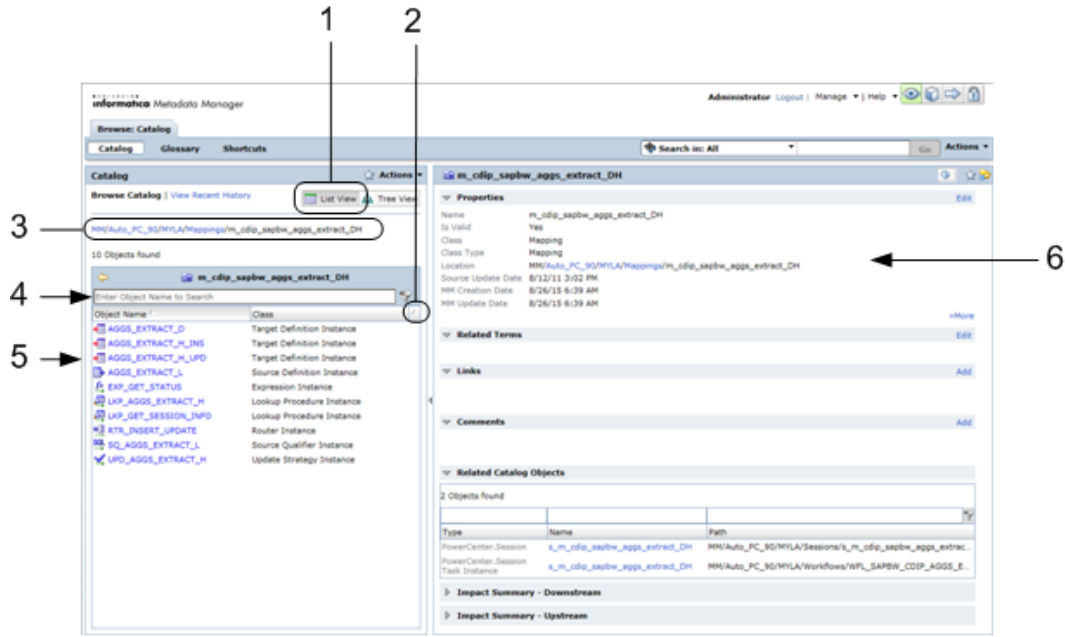 1 2
informatica Metadata Manager
Administrator Logout | Manage | Help
Browse: Catalog
Catalog Glossary Shortcuts
Search in: All Go Actions
Catalog Actions
Browse Catalog | View Recent History List View Tree View
3
MM/Auto_PC_90/MYLA/Mappings/m_cdip_sapbw_aggs_extract_DH
10 Objects found
m_cdip_sapbw_aggs_extract_DH
4
Enter Object Name to Search
Object Name / Class
5
AGGS_EXTRACT_D Target Definition Instance
AGGS_EXTRACT_H_INS Target Definition Instance
AGGS_EXTRACT_H_UPD Target Definition Instance
AGGS_EXTRACT_L Source Definition Instance
EXP_GET_STATUS Expression Instance
LKP_AGGS_EXTRACT_H Lookup Procedure Instance
LKP_GET_SESSION_INFO Lookup Procedure Instance
RTR_INSERT_UPDATE Router Instance
SQ_AGGS_EXTRACT_L Source Qualifier Instance
UPD_AGGS_EXTRACT_H Update Strategy Instance
m_cdip_sapbw_aggs_extract_DH
Properties Edit
Name m_cdip_sapbw_aggs_extract_DH
Is Valid Yes
Class Mapping
Class Type Mapping
Location MM/Auto_PC_90/MYLA/Mappings/m_cdip_sapbw_aggs_extract_DH
Source Update Date 8/12/11 3:02 PM
MM Creation Date 8/26/15 6:39 AM
MM Update Date 8/26/15 6:39 AM
6
»More
Related Terms Edit
Links Add
Comments Add
Related Catalog Objects
2 Objects found
Type Name Path
PowerCenter.Session s_m_cdip_sapbw_aggs_extract_DH MM/Auto_PC_90/MYLA/Sessions/s_m_cdip_sapbw_aggs_extrac...
PowerCenter.Session Task Instance s_m_cdip_sapbw_aggs_extract_DH MM/Auto_PC_90/MYLA/Workflows/WFL_SAPBW_CDIP_AGGS_E...
Impact Summary - Downstream
Impact Summary - Upstream